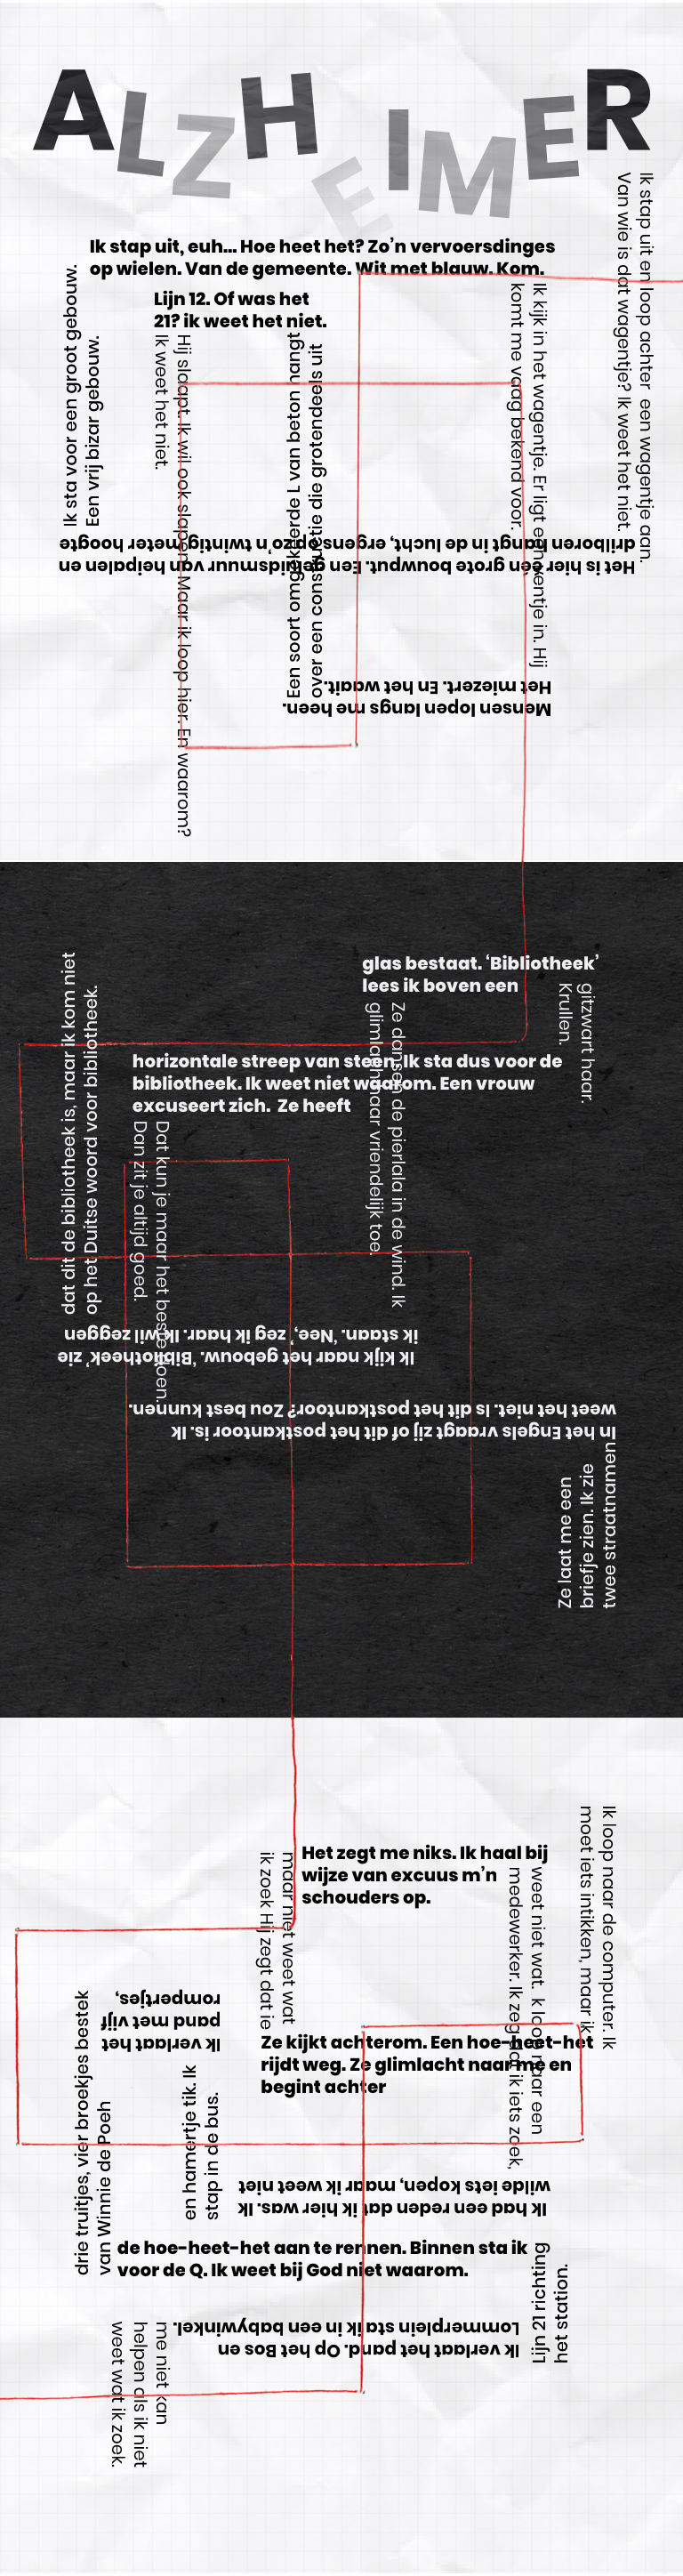 ALZHEIMER
Ik stap uit, euh... Hoe heet het? Zo'n vervoersdinges
op wielen. Van de gemeente. Wit met blauw. Kom.
Lijn 12. Of was het
21? ik weet het niet.
Ik stap uit en loop achter een wagentje aan.
Van wie is dat wagentje? Ik weet het niet.
Ik kijk in het wagentje. Er ligt een ventje in. Hij
komt me vaag bekend voor.
Hij slaapt. Ik wil ook slapen. Maar ik loop hier. En waarom?
Ik weet het niet.
Mensen lopen langs me heen.
Het miezert. En het waait.
Het is hier één grote bouwput. Een geluidsmuur van heipalen en
drilboren hangt in de lucht, ergens op zo'n twintig meter hoogte
Ik sta voor een groot gebouw.
Een vrij bizar gebouw.
Een soort omgekeerde L van beton hangt
over een constructie die grotendeels uit
glas bestaat. 'Bibliotheek'
lees ik boven een
horizontale streep van steen. Ik sta dus voor de
bibliotheek. Ik weet niet waarom. Een vrouw
excuseert zich. Ze heeft
gitzwart haar.
Krullen.
Ze dansen de pierlala in de wind. Ik
glimlach haar vriendelijk toe.
Dat kun je maar het beste doen.
Dan zit je altijd goed.
In het Engels vraagt zij of dit het postkantoor is. Ik
weet het niet. Is dit het postkantoor? Zou best kunnen.
Ik kijk naar het gebouw. 'Bibliotheek' zie
ik staan. 'Nee,' zeg ik haar. Ik wil zeggen
dat dit de bibliotheek is, maar ik kom niet
op het Duitse woord voor bibliotheek.
Ze laat me een
briefje zien. Ik zie
twee straatnamen
Het zegt me niks. Ik haal bij
wijze van excuus m'n
schouders op.
Ze kijkt achterom. Een hoe-heet-het
rijdt weg. Ze glimlacht naar me en
begint achter
de hoe-heet-het aan te rennen. Binnen sta ik
voor de Q. Ik weet bij God niet waarom.
Ik loop naar de computer. Ik
moet iets intikken, maar ik
weet niet wat. k loop naar een
medewerker. Ik zeg dat ik iets zoek,
maar niet weet wat
ik zoek Hij zegt dat ie
me niet kan
helpen als ik niet
weet wat ik zoek.
Ik verlaat het pand. Op het Bos en
Lommerplein sta ik in een babywinkel.
Ik had een reden dat ik hier was. Ik
wilde iets kopen, maar ik weet niet
Ik verlaat het
pand met vijf
rompertjes,
drie truitjes, vier broekjes bestek
van Winnie de Poeh
en hamertje tik. Ik
stap in de bus.
Lijn 21 richting
het station.